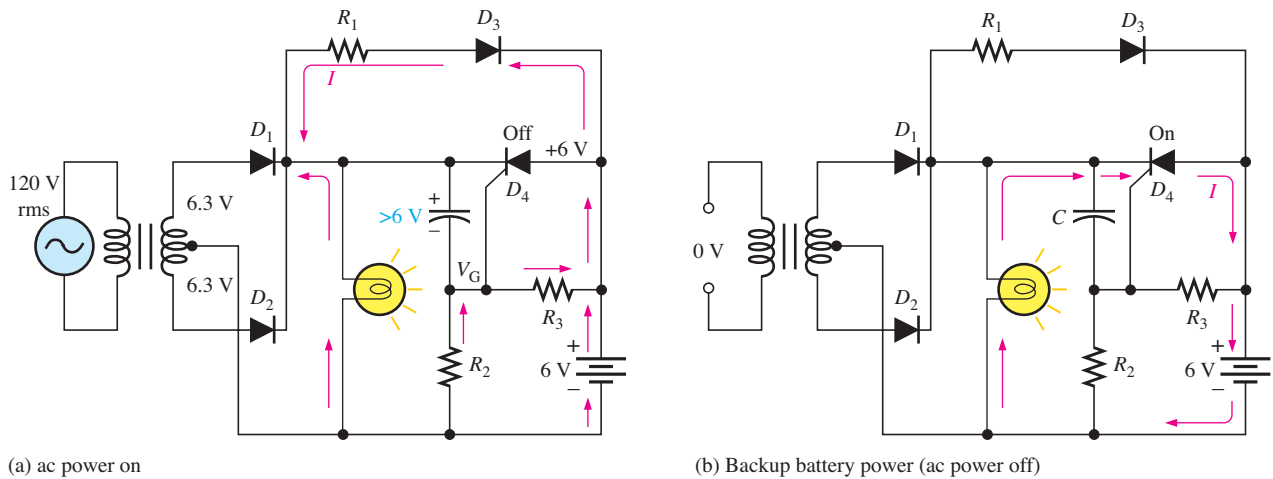 R1
D3
I
D1
Off
+6 V
D4
120 V
rms
6.3 V
>6 V
+
−
6.3 V
VG
D2
R3
R2
+
6 V
−
(a) ac power on
R1
D3
D1
On
D4
I
C
0 V
D2
R3
R2
+
6 V
−
(b) Backup battery power (ac power off)